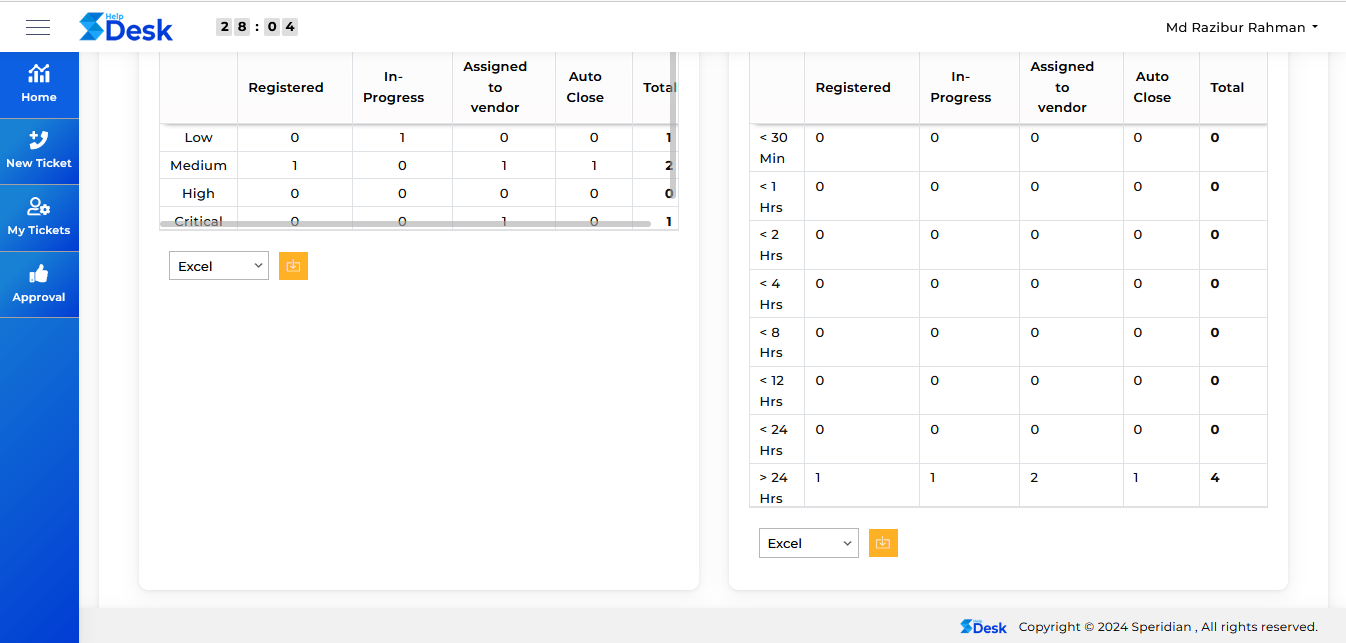 Help
Desk
28:04
Md Razibur Rahman
Home
New Ticket
My Tickets
Approval
Registered In-Progress Assigned to vendor Auto Close Total
Low 0 1 0 0 1
Medium 1 0 1 1 2
High 0 0 0 0 0
Critical 0 0 1 0 1
Excel
Registered In-Progress Assigned to vendor Auto Close Total
< 30 Min 0 0 0 0 0
< 1 Hrs 0 0 0 0 0
< 2 Hrs 0 0 0 0 0
< 4 Hrs 0 0 0 0 0
< 8 Hrs 0 0 0 0 0
< 12 Hrs 0 0 0 0 0
< 24 Hrs 0 0 0 0 0
> 24 Hrs 1 1 2 1 4
Excel
Help
Desk
Copyright © 2024 Speridian , All rights reserved.